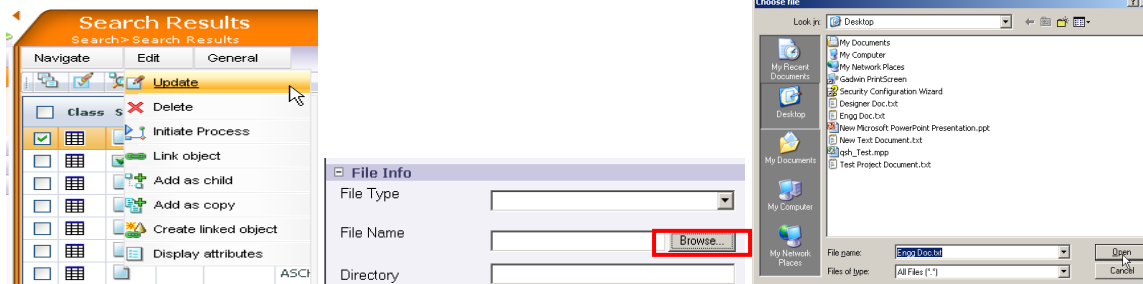 Search Results
Search>Search Results
Navigate Edit General
Update
Class S
Delete
Initiate Process
Link object
Add as child
Add as copy
Create linked object
Display attributes
ASCH
File Info
File Type
File Name
Browse...
Directory
Choose file
Look in: Desktop
My Recent Documents
Desktop
My Documents
My Computer
My Network Places
My Documents
My Computer
My Network Places
Gadwin PrintScreen
Security Configuration Wizard
Designer Doc.txt
Engg Doc.txt
New Microsoft PowerPoint Presentation.ppt
New Text Document.txt
qsh_Test.mpp
Test Project Document.txt
File name: Engg Doc.txt Open
Files of type: All Files (*.*) Cancel